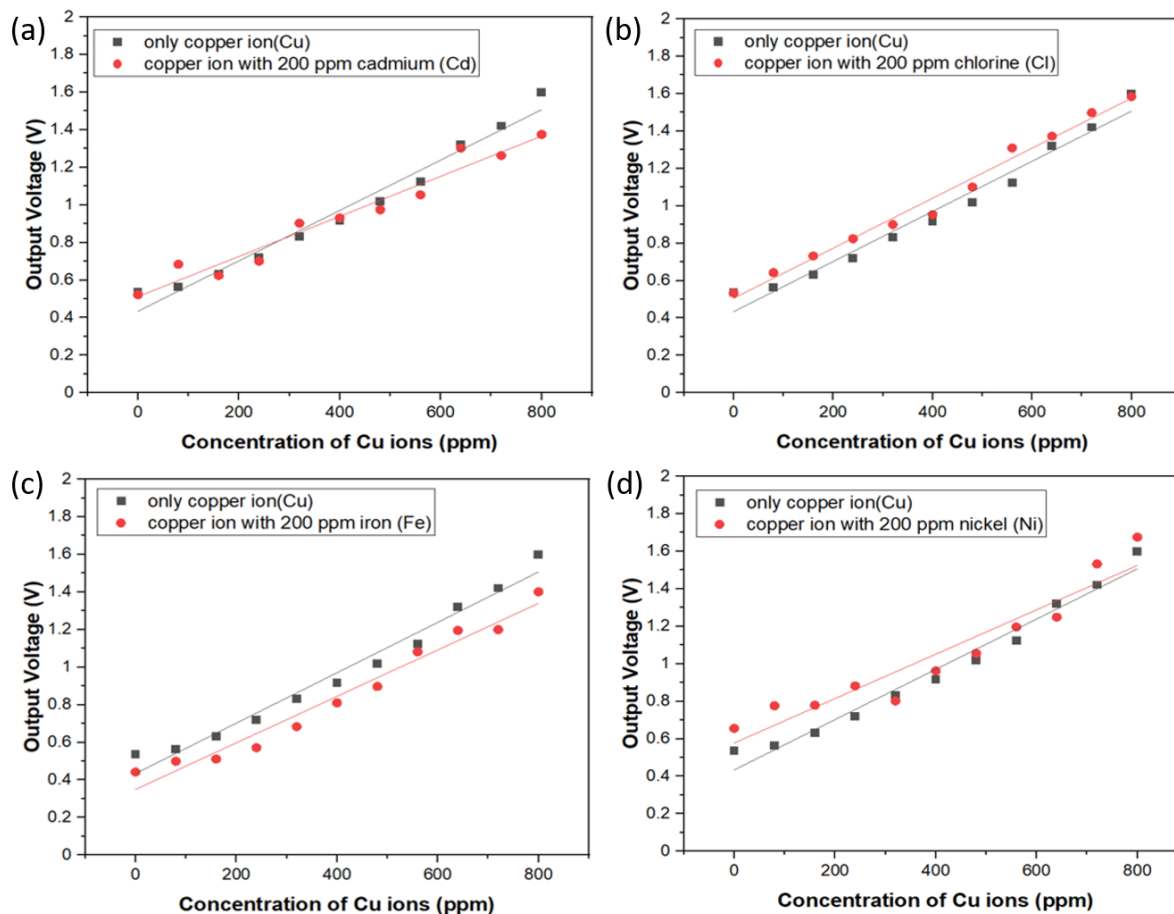 (a)
only copper ion(Cu)
copper ion with 200 ppm cadmium (Cd)
Output Voltage (V)
2
1.8
1.6
1.4
1.2
1
0.8
0.6
0.4
0.2
0
0 200 400 600 800
Concentration of Cu ions (ppm)
(b)
only copper ion(Cu)
copper ion with 200 ppm chlorine (Cl)
Output Voltage (V)
2
1.8
1.6
1.4
1.2
1
0.8
0.6
0.4
0.2
0
0 200 400 600 800
Concentration of Cu ions (ppm)
(c)
only copper ion(Cu)
copper ion with 200 ppm iron (Fe)
Output Voltage (V)
2
1.8
1.6
1.4
1.2
1
0.8
0.6
0.4
0.2
0
0 200 400 600 800
Concentration of Cu ions (ppm)
(d)
only copper ion(Cu)
copper ion with 200 ppm nickel (Ni)
Output Voltage (V)
2
1.8
1.6
1.4
1.2
1
0.8
0.6
0.4
0.2
0
0 200 400 600 800
Concentration of Cu ions (ppm)